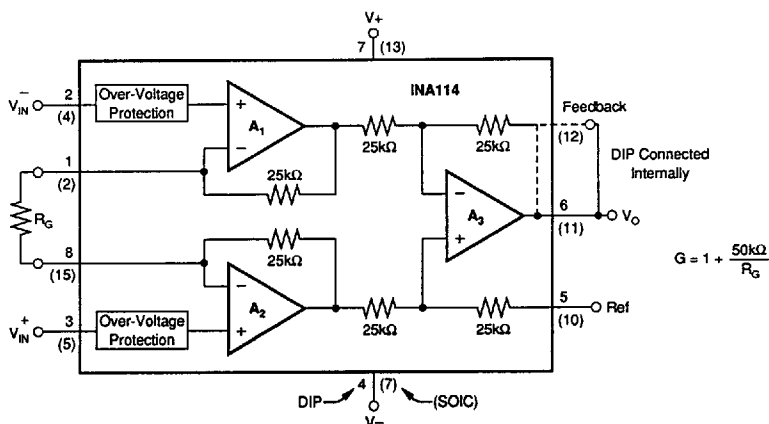 V+
7 (13)
INA114
V⁻IN
2
(4)
Over-Voltage
Protection
+
A₁
−
25kΩ
25kΩ
25kΩ
Feedback
(12)
DIP Connected
Internally
1
(2)
R_G
8
(15)
25kΩ
−
A₃
+
6
(11)
V_O
G = 1 + 50kΩ / R_G
−
A₂
+
25kΩ
25kΩ
5
(10)
Ref
V⁺IN
3
(5)
Over-Voltage
Protection
DIP
4 (7)
(SOIC)
V−